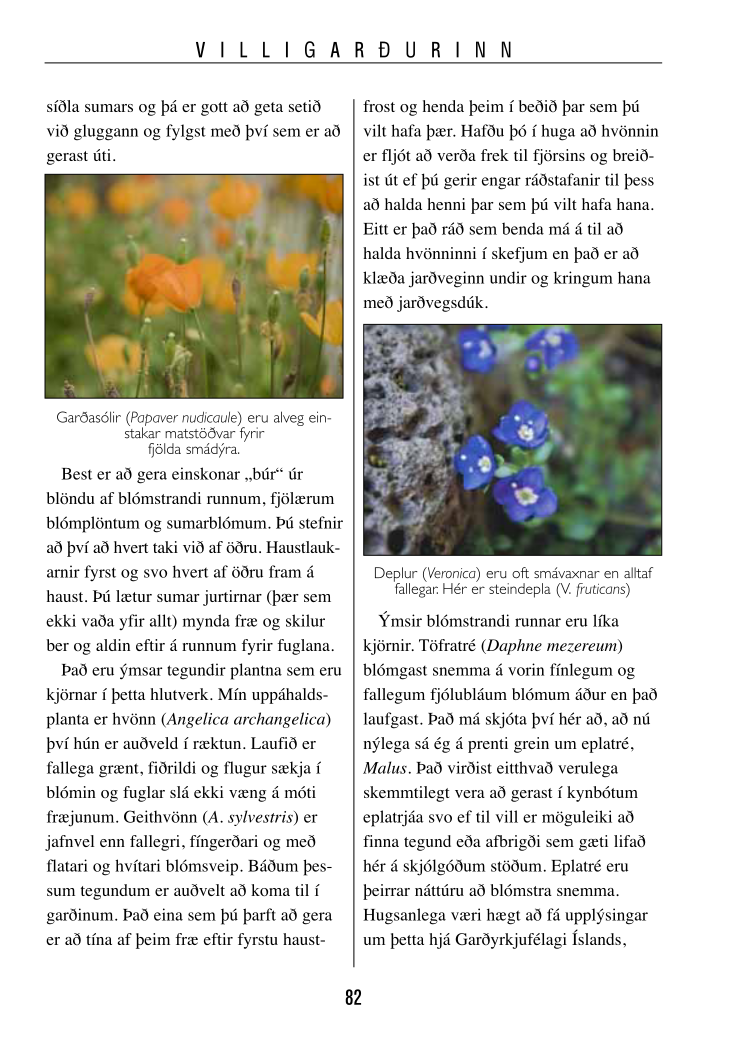 VILLIGARÐURINN
síðla sumars og þá er gott að geta setið
við gluggann og fylgst með því sem er að
gerast úti.
Garðasólir (Papaver nudicaule) eru alveg ein-
stakar matstöðvar fyrir
fjölda smádýra.
Best er að gera einskonar „búr“ úr
blöndu af blómstrandi runnum, fjölærum
blómplöntum og sumarblómum. Þú stefnir
að því að hvert taki við af öðru. Haustlauk-
arnir fyrst og svo hvert af öðru fram á
haust. Þú lætur sumar jurtirnar (þær sem
ekki vaða yfir allt) mynda fræ og skilur
ber og aldin eftir á runnum fyrir fuglana.
Það eru ýmsar tegundir plantna sem eru
kjörnar í þetta hlutverk. Mín uppáhalds-
planta er hvönn (Angelica archangelica)
því hún er auðveld í ræktun. Laufið er
fallega grænt, fiðrildi og flugur sækja í
blómin og fuglar slá ekki væng á móti
fræjunum. Geithvönn (A. sylvestris) er
jafnvel enn fallegri, fíngerðari og með
flatari og hvítari blómsveip. Báðum þes-
sum tegundum er auðvelt að koma til í
garðinum. Það eina sem þú þarft að gera
er að tína af þeim fræ eftir fyrstu haust-
frost og henda þeim í beðið þar sem þú
vilt hafa þær. Hafðu þó í huga að hvönnin
er fljót að verða frek til fjörsins og breið-
ist út ef þú gerir engar ráðstafanir til þess
að halda henni þar sem þú vilt hafa hana.
Eitt er það ráð sem benda má á til að
halda hvönninni í skefjum en það er að
klæða jarðveginn undir og kringum hana
með jarðvegsdúk.
Deplur (Veronica) eru oft smávaxnar en alltaf
fallegar. Hér er steindepla (V. fruticans)
Ýmsir blómstrandi runnar eru líka
kjörnir. Töfratré (Daphne mezereum)
blómgast snemma á vorin fínlegum og
fallegum fjólubláum blómum áður en það
laufgast. Það má skjóta því hér að, að nú
nýlega sá ég á prenti grein um eplatré,
Malus. Það virðist eitthvað verulega
skemmtilegt vera að gerast í kynbótum
eplatrjáa svo ef til vill er möguleiki að
finna tegund eða afbrigði sem gæti lifað
hér á skjólgóðum stöðum. Eplatré eru
þeirrar náttúru að blómstra snemma.
Hugsanlega væri hægt að fá upplýsingar
um þetta hjá Garðyrkjufélagi Íslands,
82